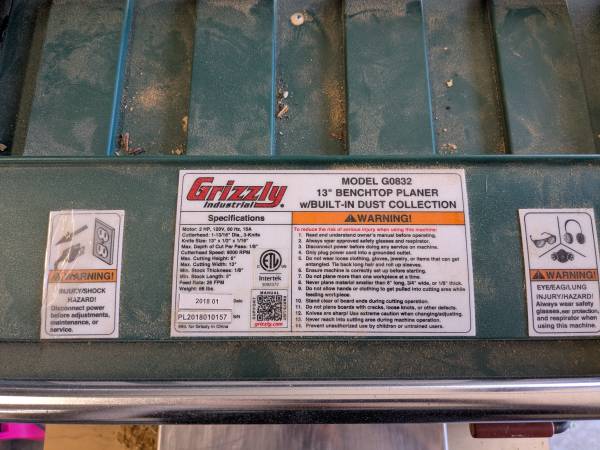 Grizzly
Industrial
MODEL G0832
13" BENCHTOP PLANER
w/BUILT-IN DUST COLLECTION
Specifications
Motor: 2 HP, 120V, 60 Hz, 15A
Cutterhead: 1-13/16" Dia., 3-Knife
Knife Size: 13" x 1/2" x 1/16"
Max. Depth of Cut Per Pass: 1/8"
Cutterhead Speed: 9000 RPM
Max. Cutting Height: 6"
Max. Cutting Width: 13"
Min. Stock Thickness: 1/8"
Min. Stock Length: 5"
Feed Rate: 26 FPM
Weight: 68 lbs
ETL
Intertek
2018 01
Date
PL2018010157
S/N
Mfd. for Grizzly in China
MANUAL
grizzly.com
WARNING!
To reduce the risk of serious injury when using this machine:
1. Read and understand owner's manual before operating.
2. Always wear approved safety glasses and respirator.
3. Disconnect power before doing any service on machine.
4. Only plug power into a grounded outlet.
5. Do not wear loose clothing, gloves, jewelry, or items that can get
entangled. Tie back long hair and roll up sleeves.
6. Ensure machine is correctly set up before starting.
7. Do not plane more than one workpiece at a time.
8. Never plane material smaller than 5" long, 3/4" wide, or 1/8" thick.
9. Do not allow hands or clothing to get pulled into cutting area while
feeding workpiece.
10. Stand clear of board ends during cutting operation.
11. Do not plane boards with cracks, loose knots, or other defects.
12. Knives are sharp! Use extreme caution when changing/adjusting.
13. Never reach into cutting area during machine operation.
14. Prevent unauthorized use by children or untrained users.
WARNING!
INJUCY/SHOCK
HAZARD!
Disconnect power
before adjustments,
maintenance, or
service.
WARNING!
EYE/EAR/LUNG
INJURY/HAZARD!
Always wear safety
glasses, ear protection,
and respirator when
using this machine.